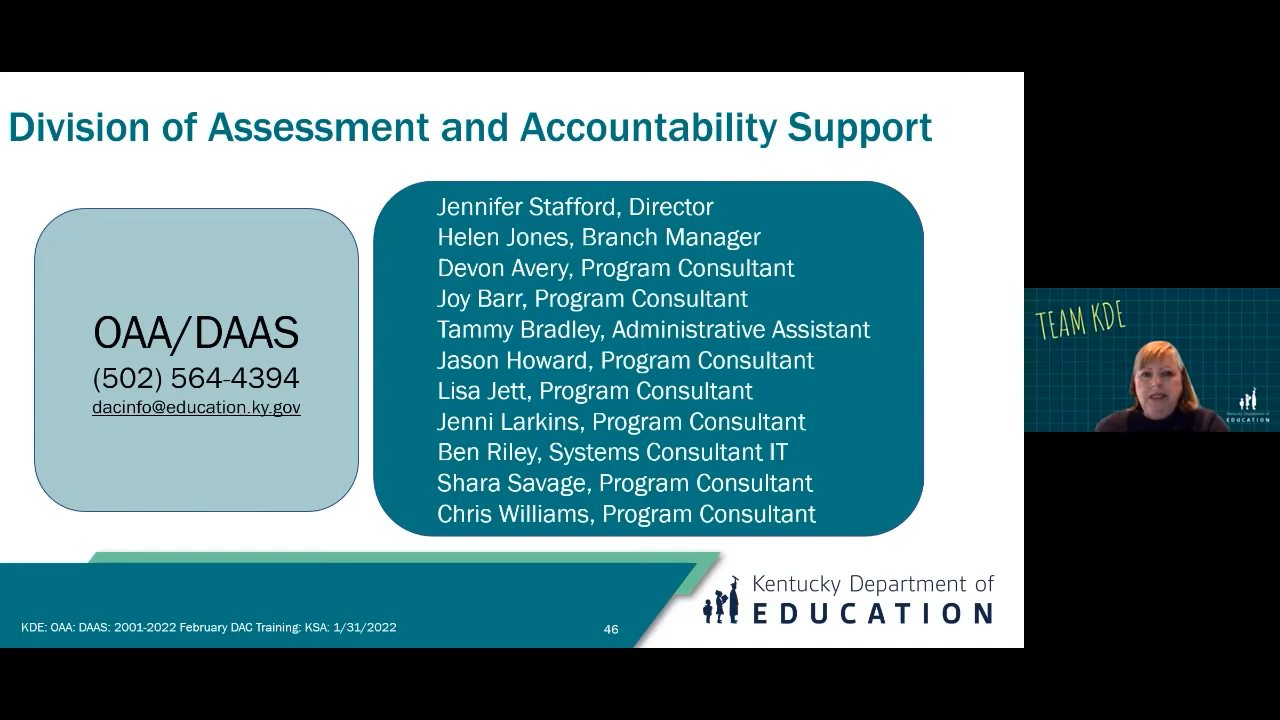 Division of Assessment and Accountability Support
OAA/DAAS
(502) 564-4394
dacinfo@education.ky.gov
Jennifer Stafford, Director
Helen Jones, Branch Manager
Devon Avery, Program Consultant
Joy Barr, Program Consultant
Tammy Bradley, Administrative Assistant
Jason Howard, Program Consultant
Lisa Jett, Program Consultant
Jenni Larkins, Program Consultant
Ben Riley, Systems Consultant IT
Shara Savage, Program Consultant
Chris Williams, Program Consultant
KDE: OAA: DAAS: 2001-2022 February DAC Training: KSA: 1/31/2022
46
Kentucky Department of
EDUCATION
TEAM KDE
Kentucky Department of
EDUCATION